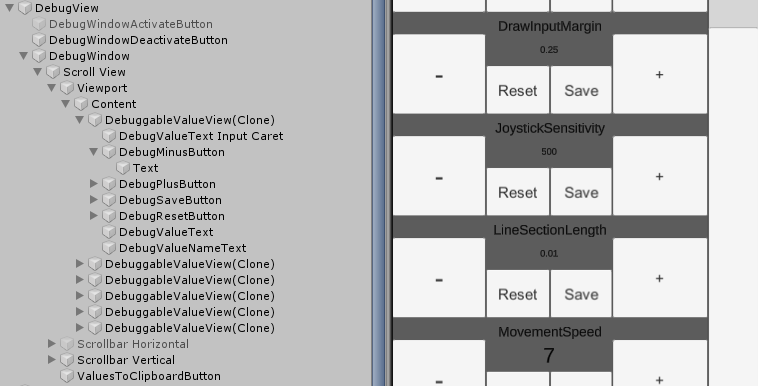 DebugView
DebugWindowActivateButton
DebugWindowDeactivateButton
DebugWindow
Scroll View
Viewport
Content
DebuggableValueView(Clone)
DebugValueText Input Caret
DebugMinusButton
Text
DebugPlusButton
DebugSaveButton
DebugResetButton
DebugValueText
DebugValueNameText
DebuggableValueView(Clone)
DebuggableValueView(Clone)
DebuggableValueView(Clone)
DebuggableValueView(Clone)
DebuggableValueView(Clone)
Scrollbar Horizontal
Scrollbar Vertical
ValuesToClipboardButton
DrawInputMargin
0.25
- +
Reset Save
JoystickSensitivity
500
- +
Reset Save
LineSectionLength
0.01
- +
Reset Save
MovementSpeed
7
- +